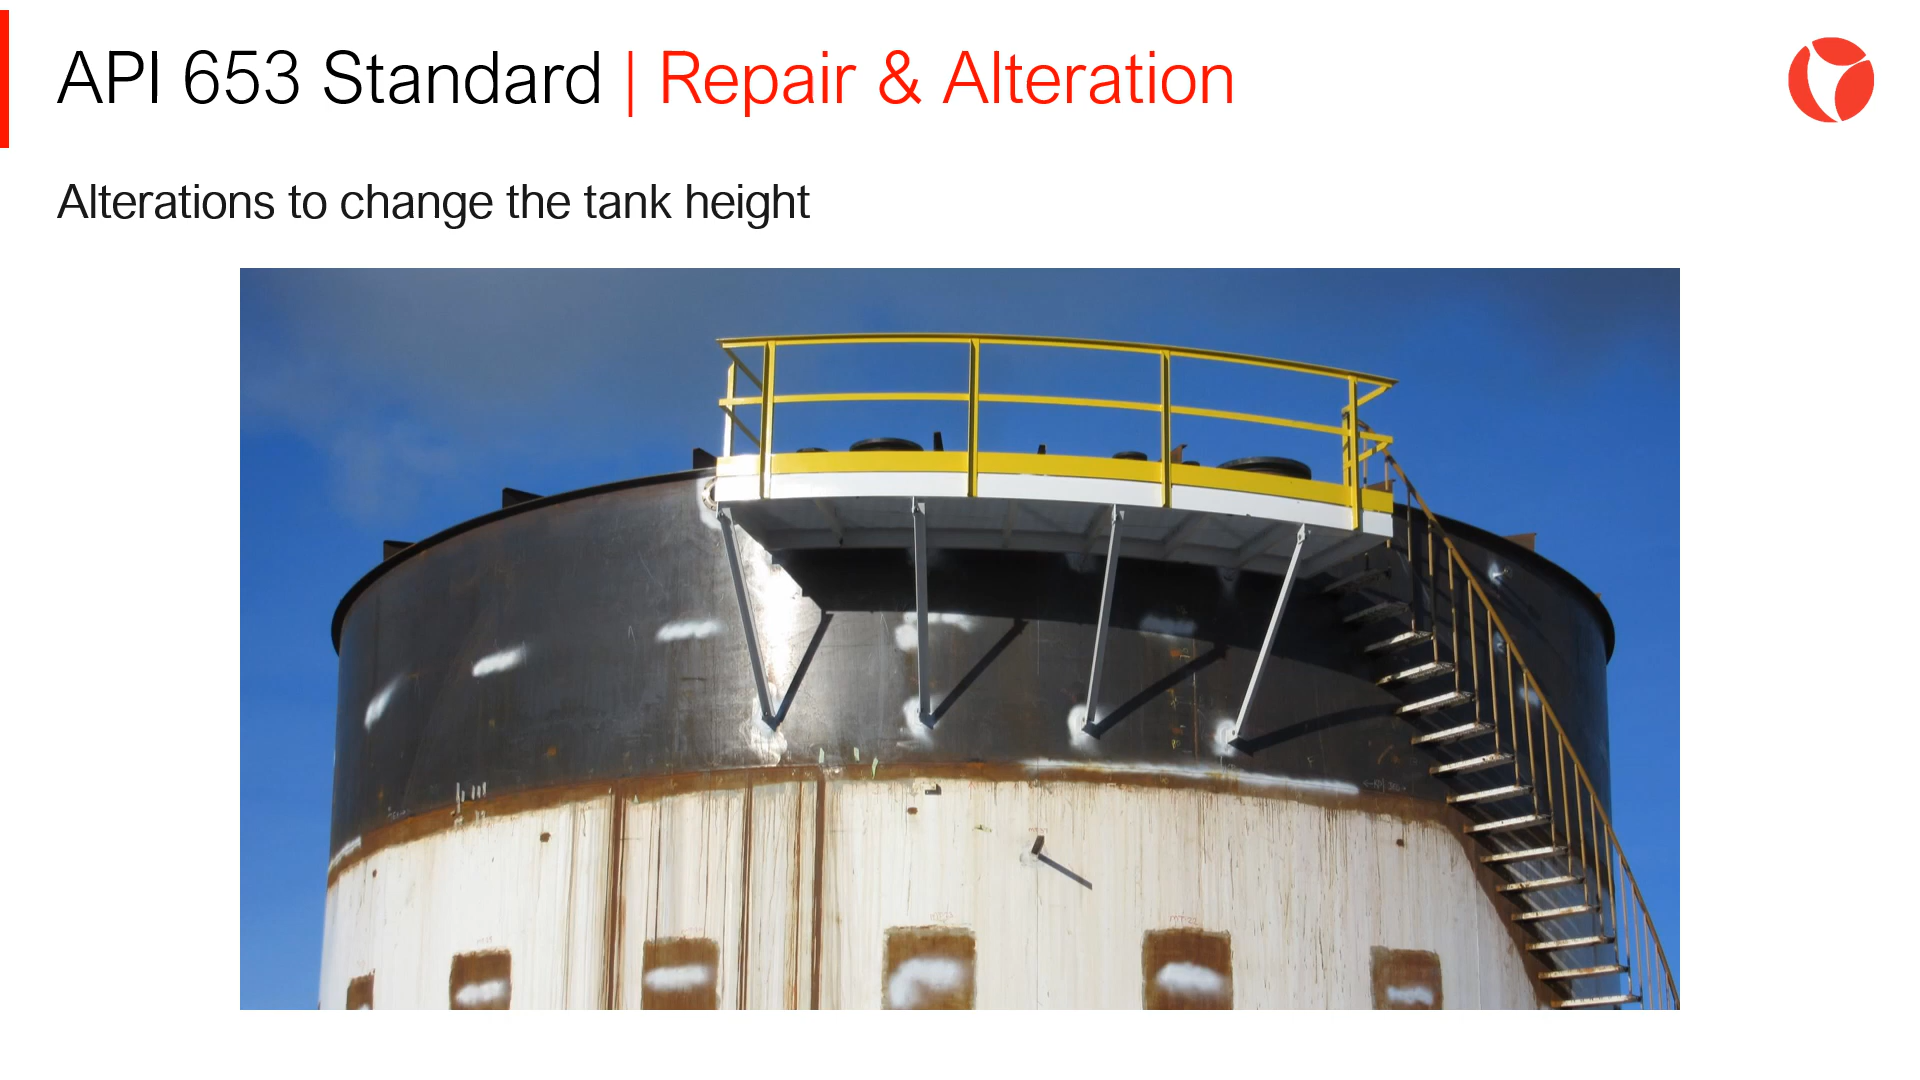 API 653 Standard | Repair & Alteration
Alterations to change the tank height